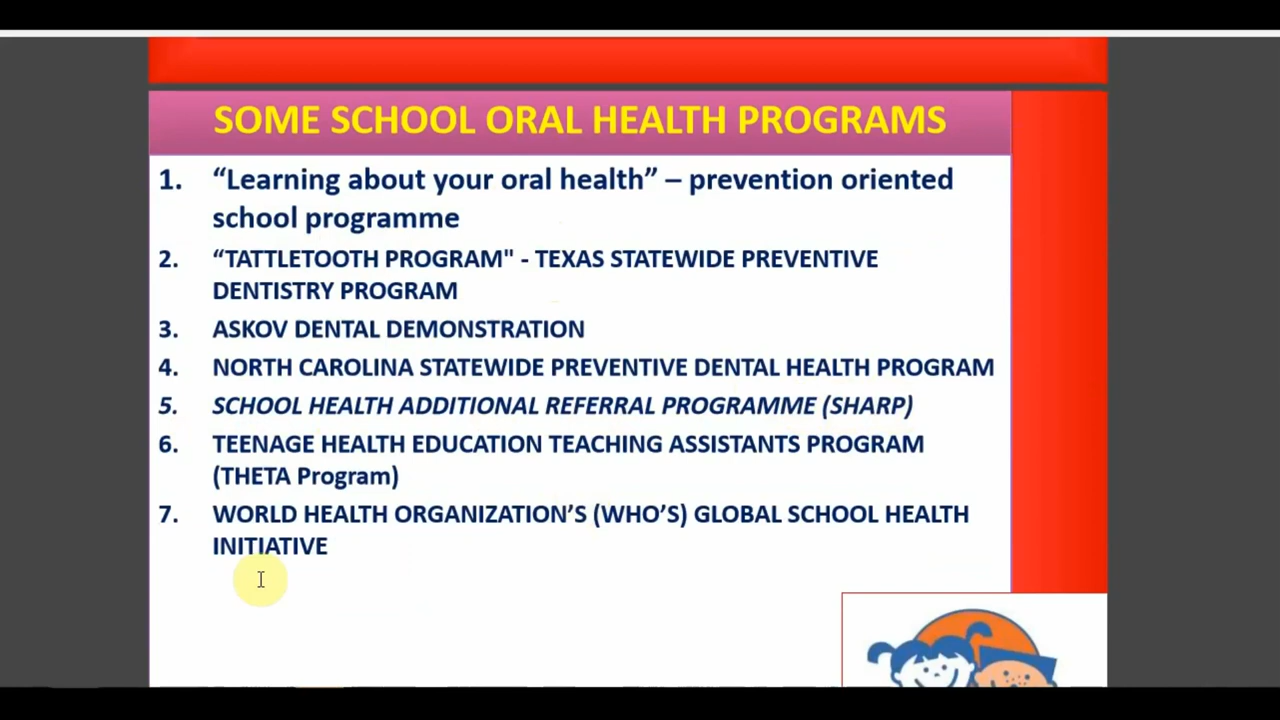 SOME SCHOOL ORAL HEALTH PROGRAMS
1. “Learning about your oral health” – prevention oriented
school programme
2. “TATTLETOOTH PROGRAM" - TEXAS STATEWIDE PREVENTIVE
DENTISTRY PROGRAM
3. ASKOV DENTAL DEMONSTRATION
4. NORTH CAROLINA STATEWIDE PREVENTIVE DENTAL HEALTH PROGRAM
5. SCHOOL HEALTH ADDITIONAL REFERRAL PROGRAMME (SHARP)
6. TEENAGE HEALTH EDUCATION TEACHING ASSISTANTS PROGRAM
(THETA Program)
7. WORLD HEALTH ORGANIZATION’S (WHO’S) GLOBAL SCHOOL HEALTH
INITIATIVE